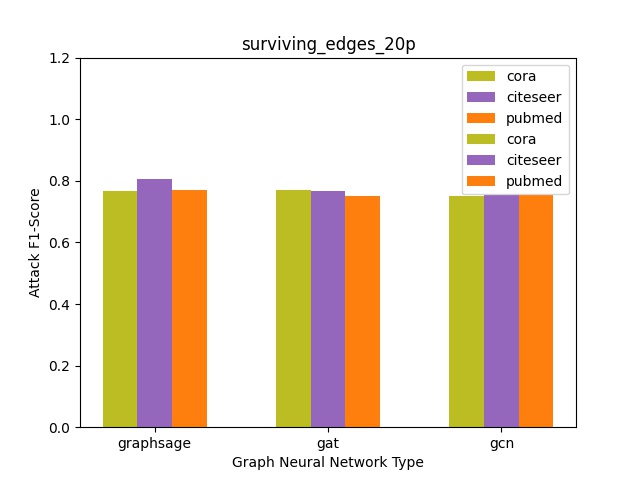 surviving_edges_20p
1.2
1.0
0.8
0.6
0.4
0.2
0.0
Attack F1-Score
cora
citeseer
pubmed
cora
citeseer
pubmed
graphsage
gat
gcn
Graph Neural Network Type